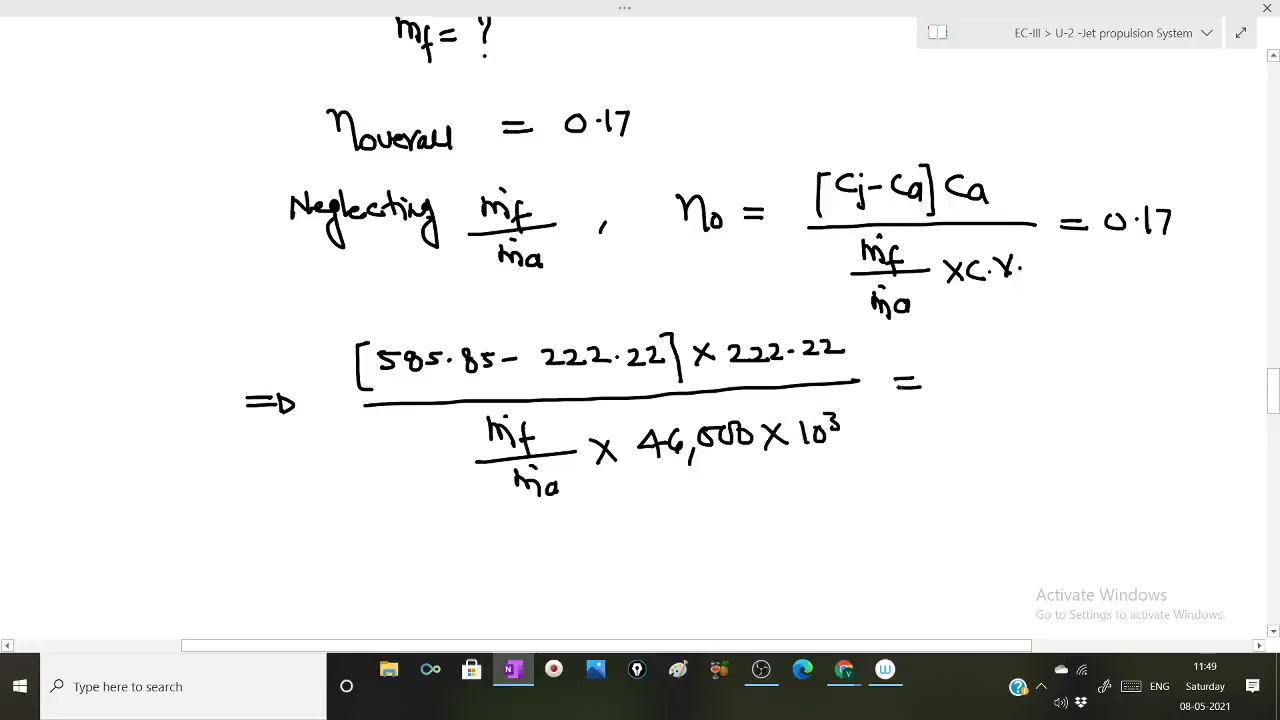 EC-III > U-2 -Jet propulsion System
ṁf = ?
ηoverall = 0.17
Neglecting ṁf/ṁa , η0 = [Cj-Ca] Ca / (ṁf/ṁa × C.V.) = 0.17
⇒ [585.85 - 222.22] × 222.22 / (ṁf/ṁa × 46,000 × 10³) =
Activate Windows
Go to Settings to activate Windows.
Type here to search
ENG
11:49
Saturday
08-05-2021